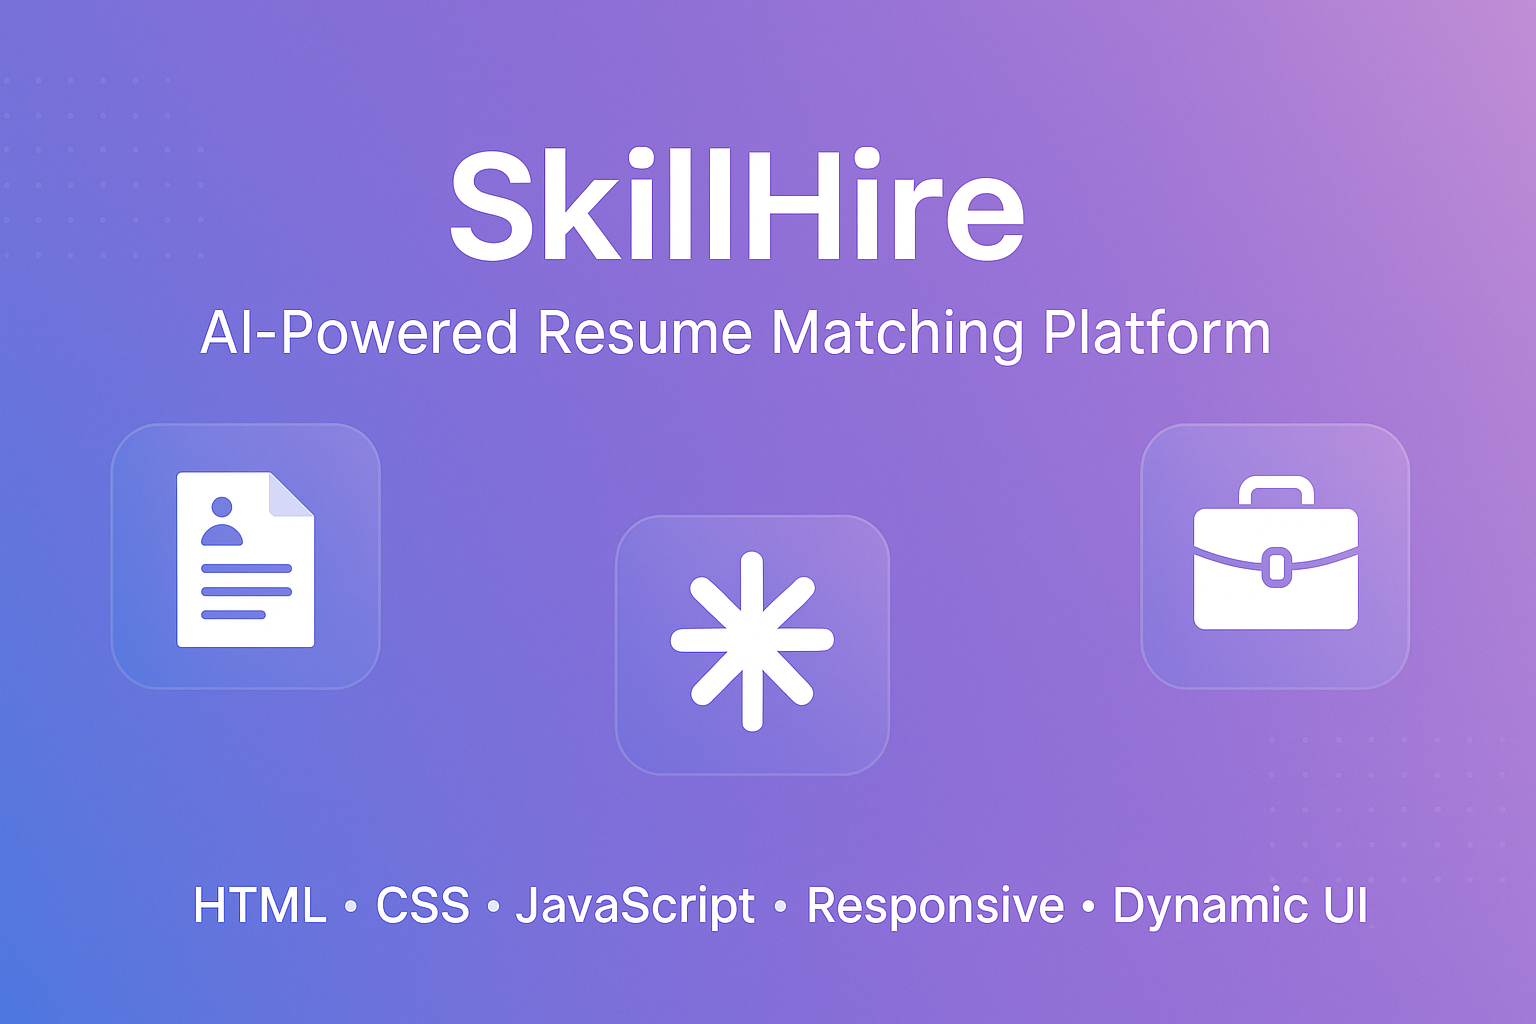 SkillHire
AI-Powered Resume Matching Platform
HTML • CSS • JavaScript • Responsive • Dynamic UI